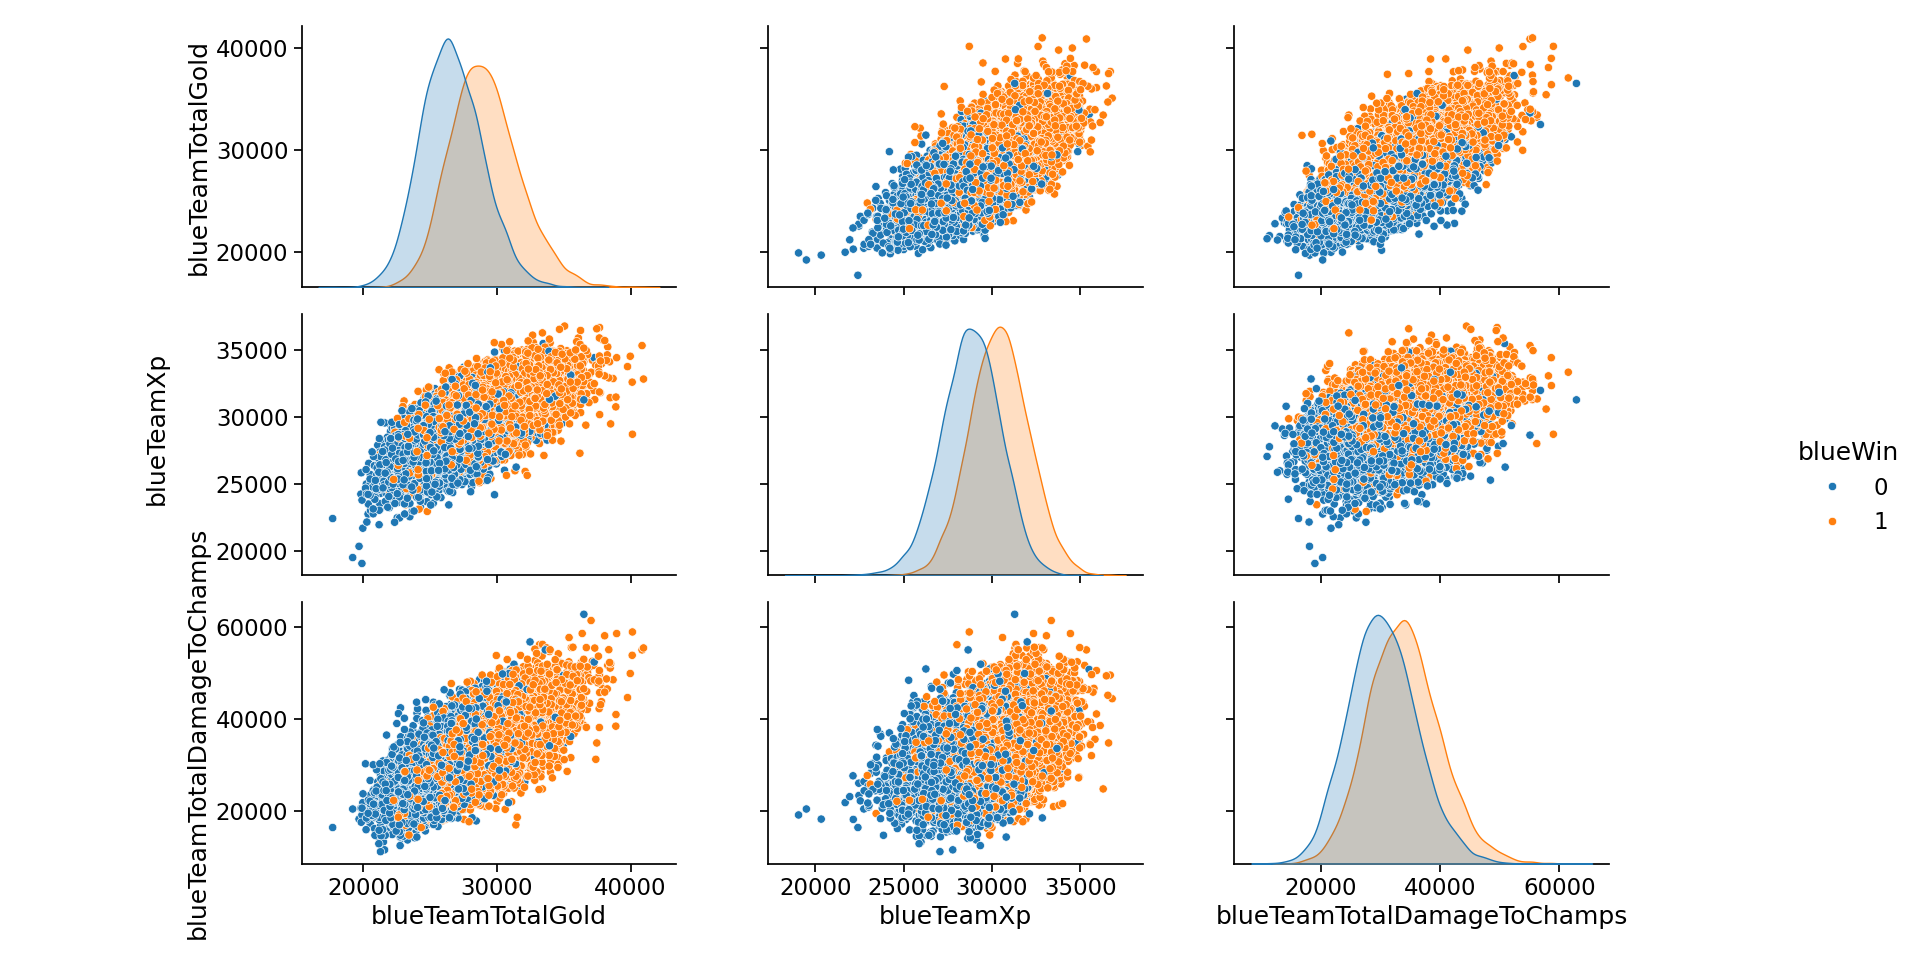 blueTeamTotalGold
40000
30000
20000
blueTeamXp
35000
30000
25000
20000
blueTeamTotalDamageToChamps
60000
40000
20000
20000 30000 40000
blueTeamTotalGold
20000 25000 30000 35000
blueTeamXp
20000 40000 60000
blueTeamTotalDamageToChamps
blueWin
0
1